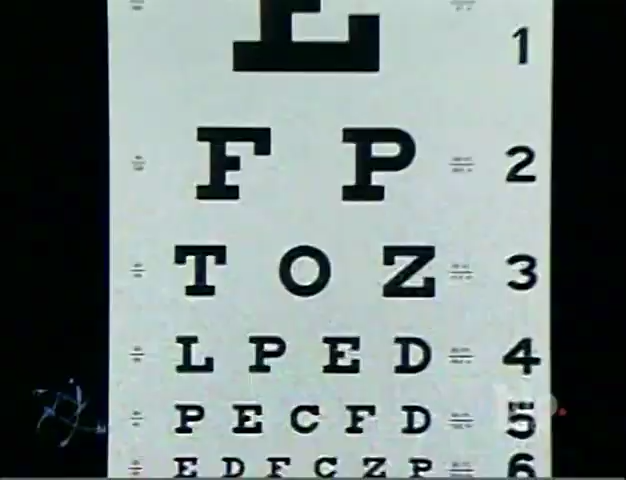 E 1
F P 2
T O Z 3
L P E D 4
P E C F D 5
E D F C Z P 6